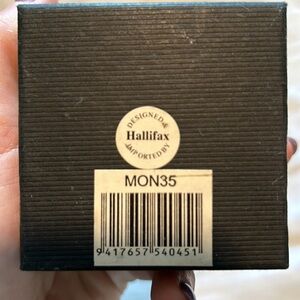 DESIGNED &
Hallifax
IMPORTED BY
MON35
9 417657 540451